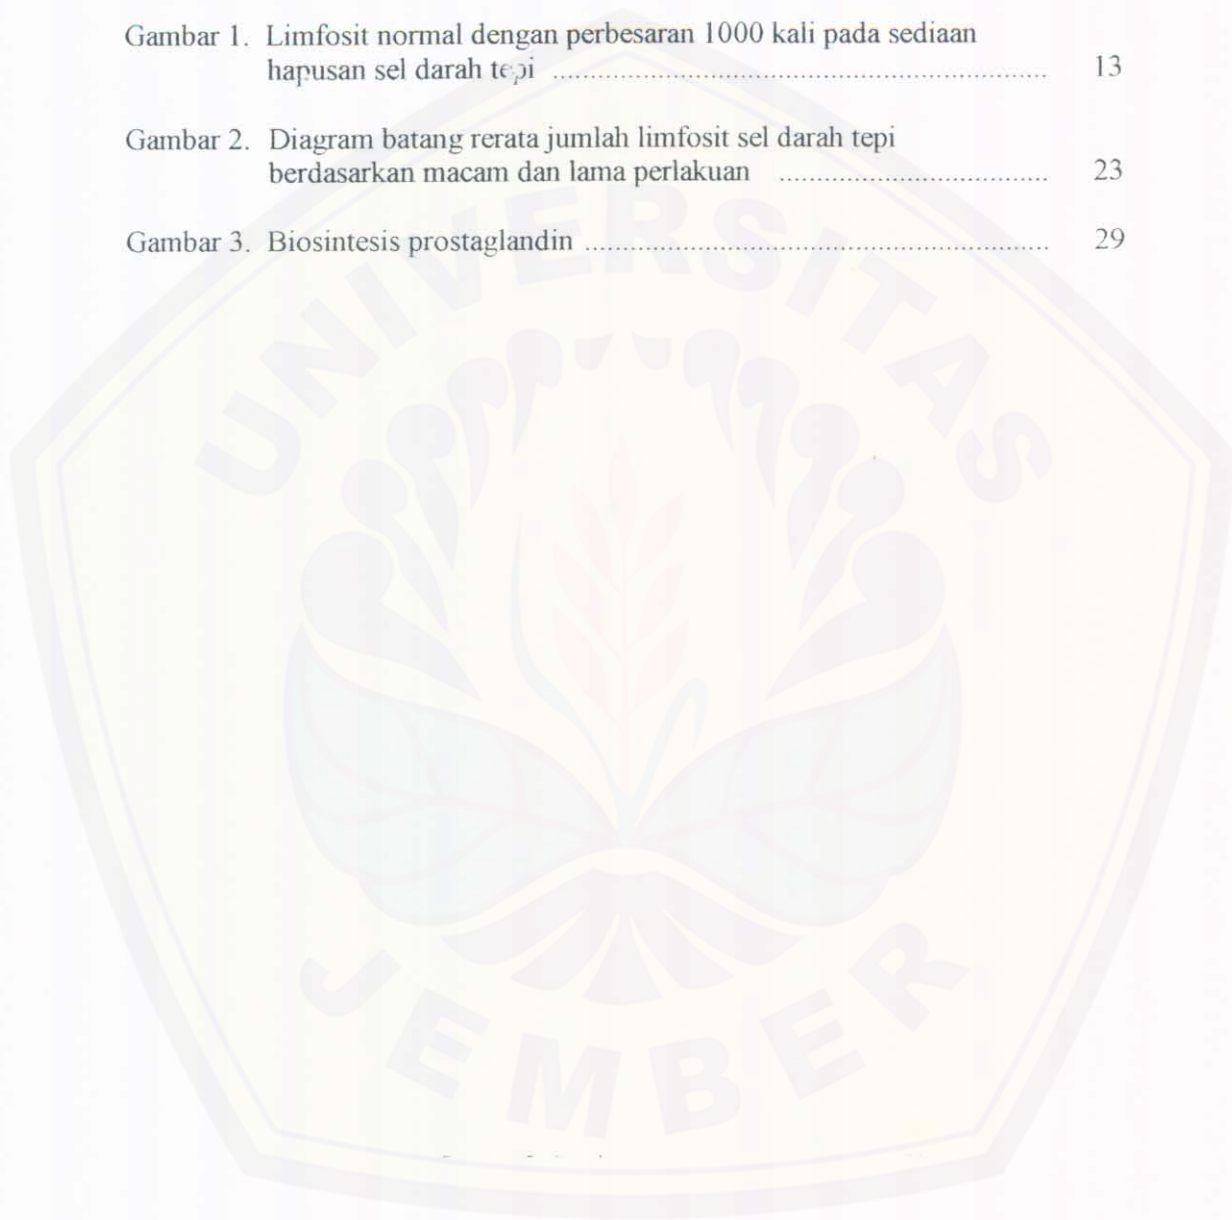 Gambar 1. Limfosit normal dengan perbesaran 1000 kali pada sediaan
hapusan sel darah tepi ................................................................. 13
Gambar 2. Diagram batang rerata jumlah limfosit sel darah tepi
berdasarkan macam dan lama perlakuan ................................... 23
Gambar 3. Biosintesis prostaglandin ............................................................. 29
UNIVERSITAS
JEMBER